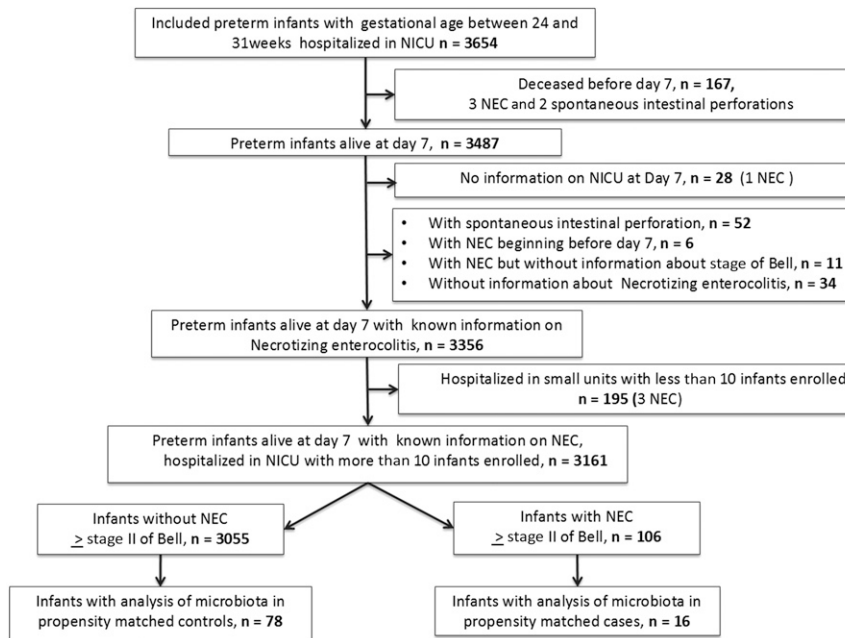 Included preterm infants with gestational age between 24 and
31weeks hospitalized in NICU n = 3654
Deceased before day 7, n = 167,
3 NEC and 2 spontaneous intestinal perforations
Preterm infants alive at day 7, n = 3487
No information on NICU at Day 7, n = 28 (1 NEC )
• With spontaneous intestinal perforation, n = 52
• With NEC beginning before day 7, n = 6
• With NEC but without information about stage of Bell, n = 11
• Without information about Necrotizing enterocolitis, n = 34
Preterm infants alive at day 7 with known information on
Necrotizing enterocolitis, n = 3356
Hospitalized in small units with less than 10 infants enrolled
n = 195 (3 NEC)
Preterm infants alive at day 7 with known information on NEC,
hospitalized in NICU with more than 10 infants enrolled, n = 3161
Infants without NEC
≥ stage II of Bell, n = 3055
Infants with NEC
≥ stage II of Bell, n = 106
Infants with analysis of microbiota in
propensity matched controls, n = 78
Infants with analysis of microbiota in
propensity matched cases, n = 16